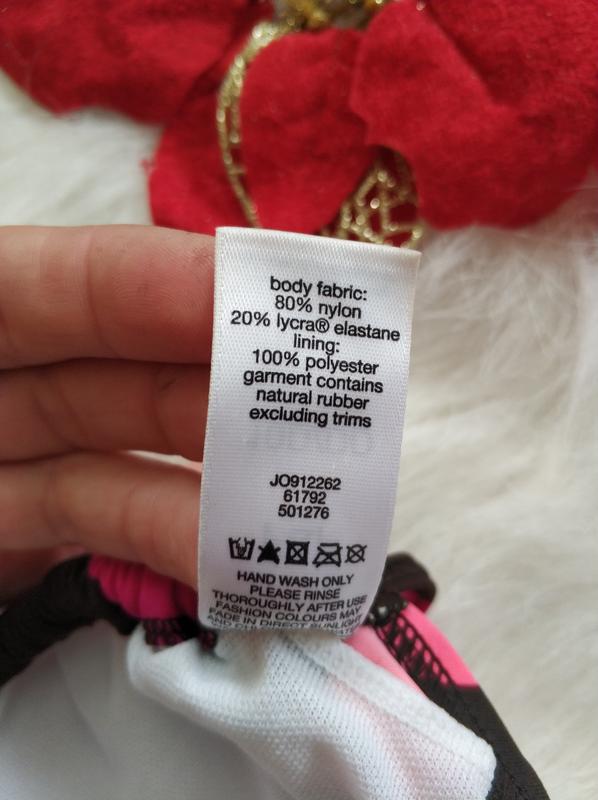 body fabric:
80% nylon
20% lycra® elastane
lining:
100% polyester
garment contains
natural rubber
excluding trims
JO912262
61792
501276
HAND WASH ONLY
PLEASE RINSE
THOROUGHLY AFTER USE
FASHION COLOURS MAY
FADE IN DIRECT SUNLIGHT
AND